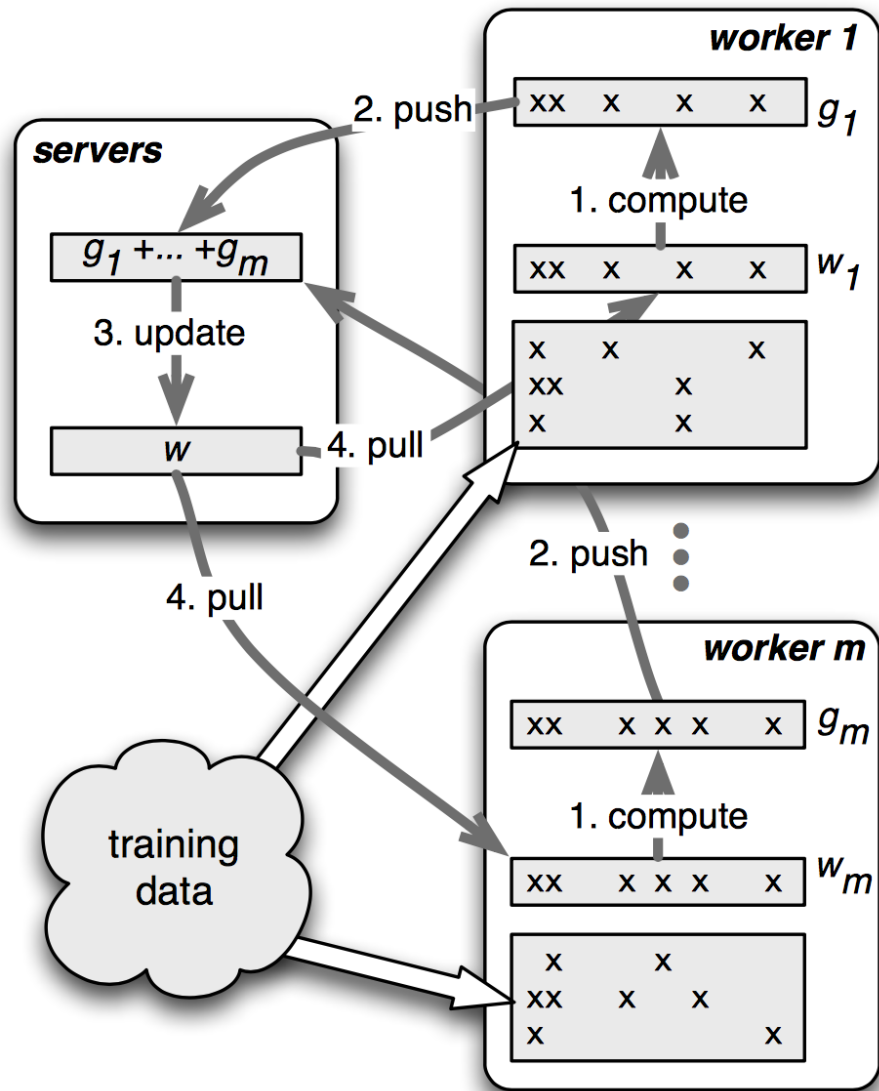 worker 1
xx x x x
g1
2. push
servers
1. compute
g1 +... +gm
xx x x x
w1
3. update
x x x
xx x
x x
w
4. pull
2. push
4. pull
worker m
xx x x x x
gm
1. compute
training
data
xx x x x x
wm
x x
xx x x
x x